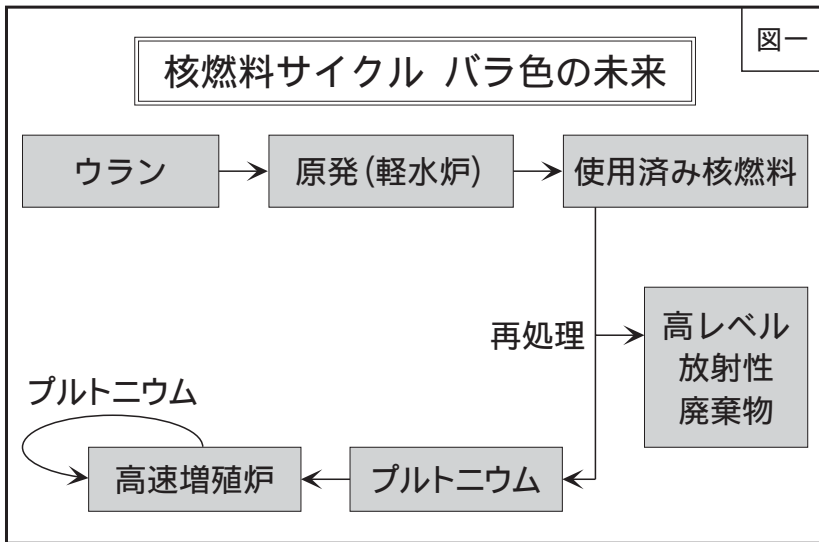 図一
核燃料サイクル バラ色の未来
ウラン
原発(軽水炉)
使用済み核燃料
再処理
高レベル
放射性
廃棄物
プルトニウム
高速増殖炉
プルトニウム